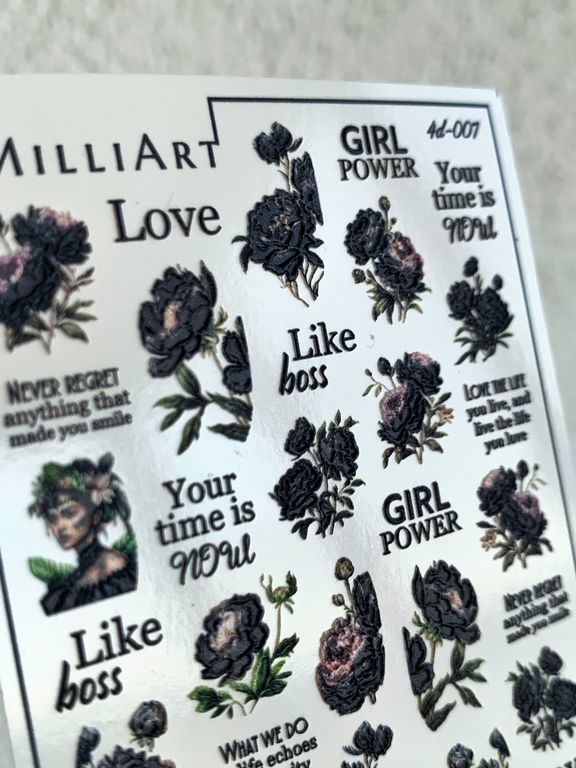 MILLIART
4d-007
GIRL
POWER
Your
time is
NOW
Love
Like
boss
NEVER REGRET
anything that
made you smile
LOVE THE LIFE
you live, and
live the life
you love
Your
time is
NOW
GIRL
POWER
NEVER REGRET
anything that
made you smile
Like
boss
WHAT WE DO
life echoes